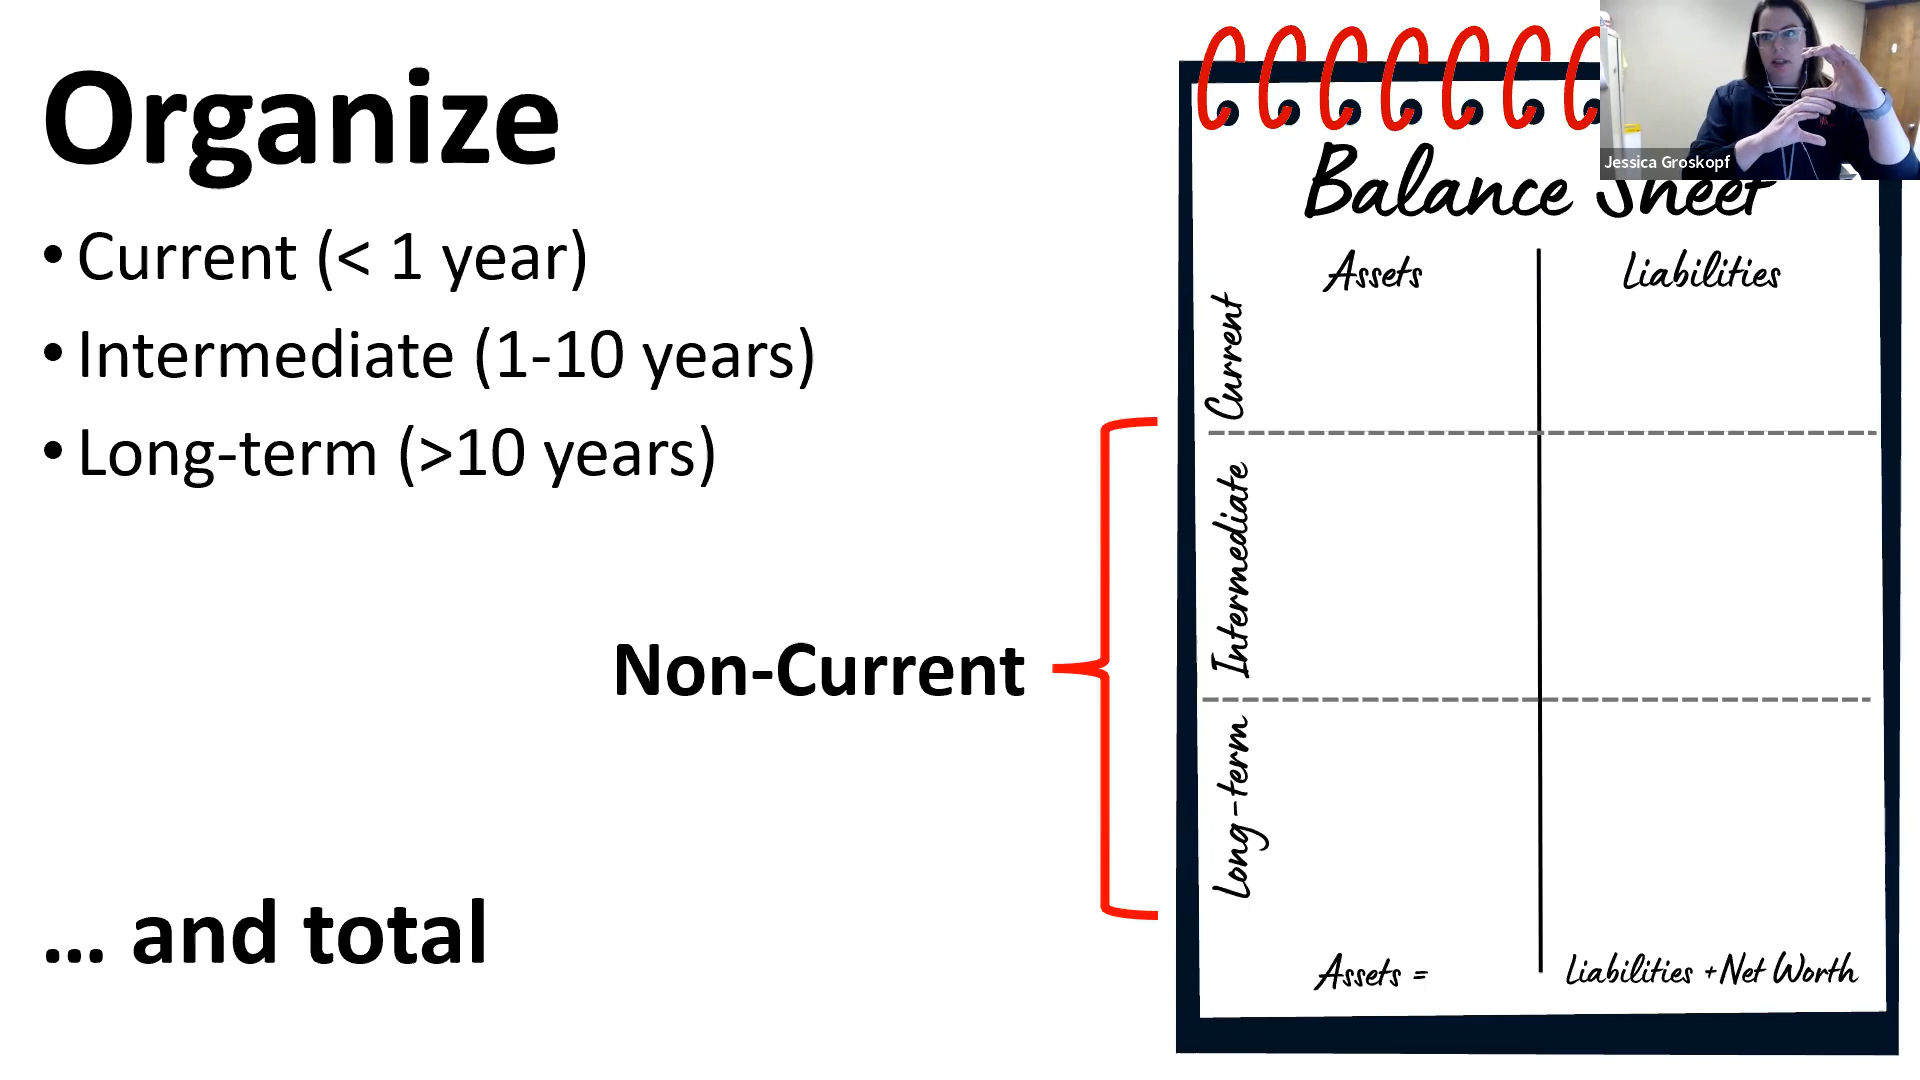 Organize
• Current (< 1 year)
• Intermediate (1-10 years)
• Long-term (>10 years)
Non-Current
... and total
Jessica Groskopf
Balance Sheet
Assets Liabilities
Current
Intermediate
Long-term
Assets = Liabilities + Net Worth